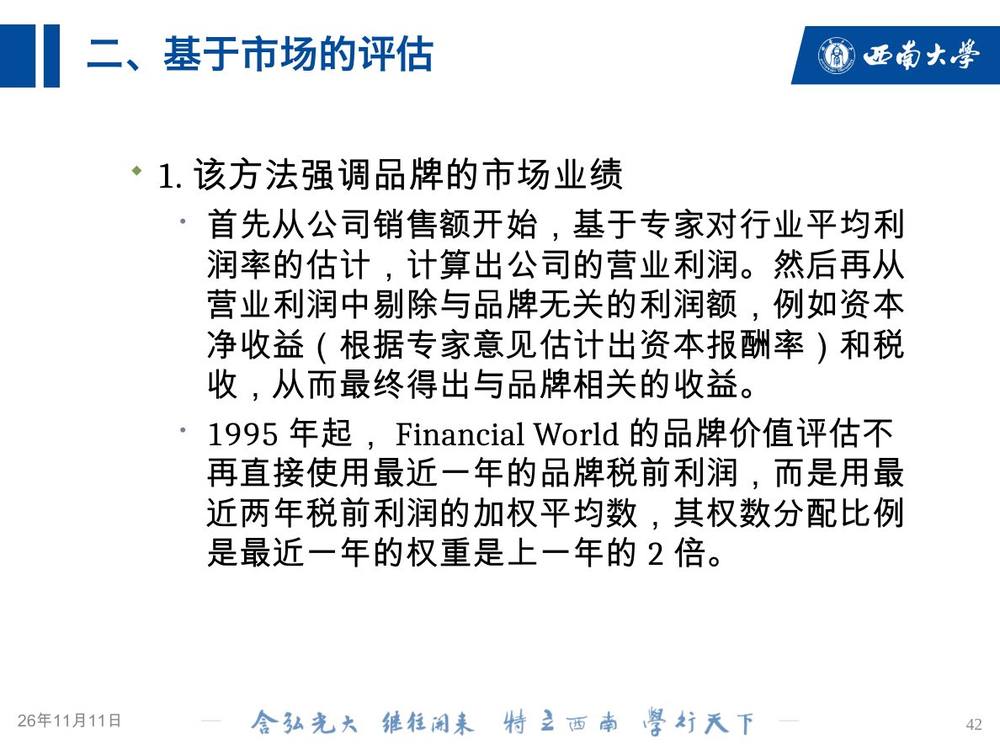 二、基于市场的评估
西南大学
1. 该方法强调品牌的市场业绩
首先从公司销售额开始，基于专家对行业平均利
润率的估计，计算出公司的营业利润。然后再从
营业利润中剔除与品牌无关的利润额，例如资本
净收益（根据专家意见估计出资本报酬率）和税
收，从而最终得出与品牌相关的收益。
1995 年起， Financial World 的品牌价值评估不
再直接使用最近一年的品牌税前利润，而是用最
近两年税前利润的加权平均数，其权数分配比例
是最近一年的权重是上一年的 2 倍。
26年11月11日
含弘光大 继往开来 特立西南 學行天下
42